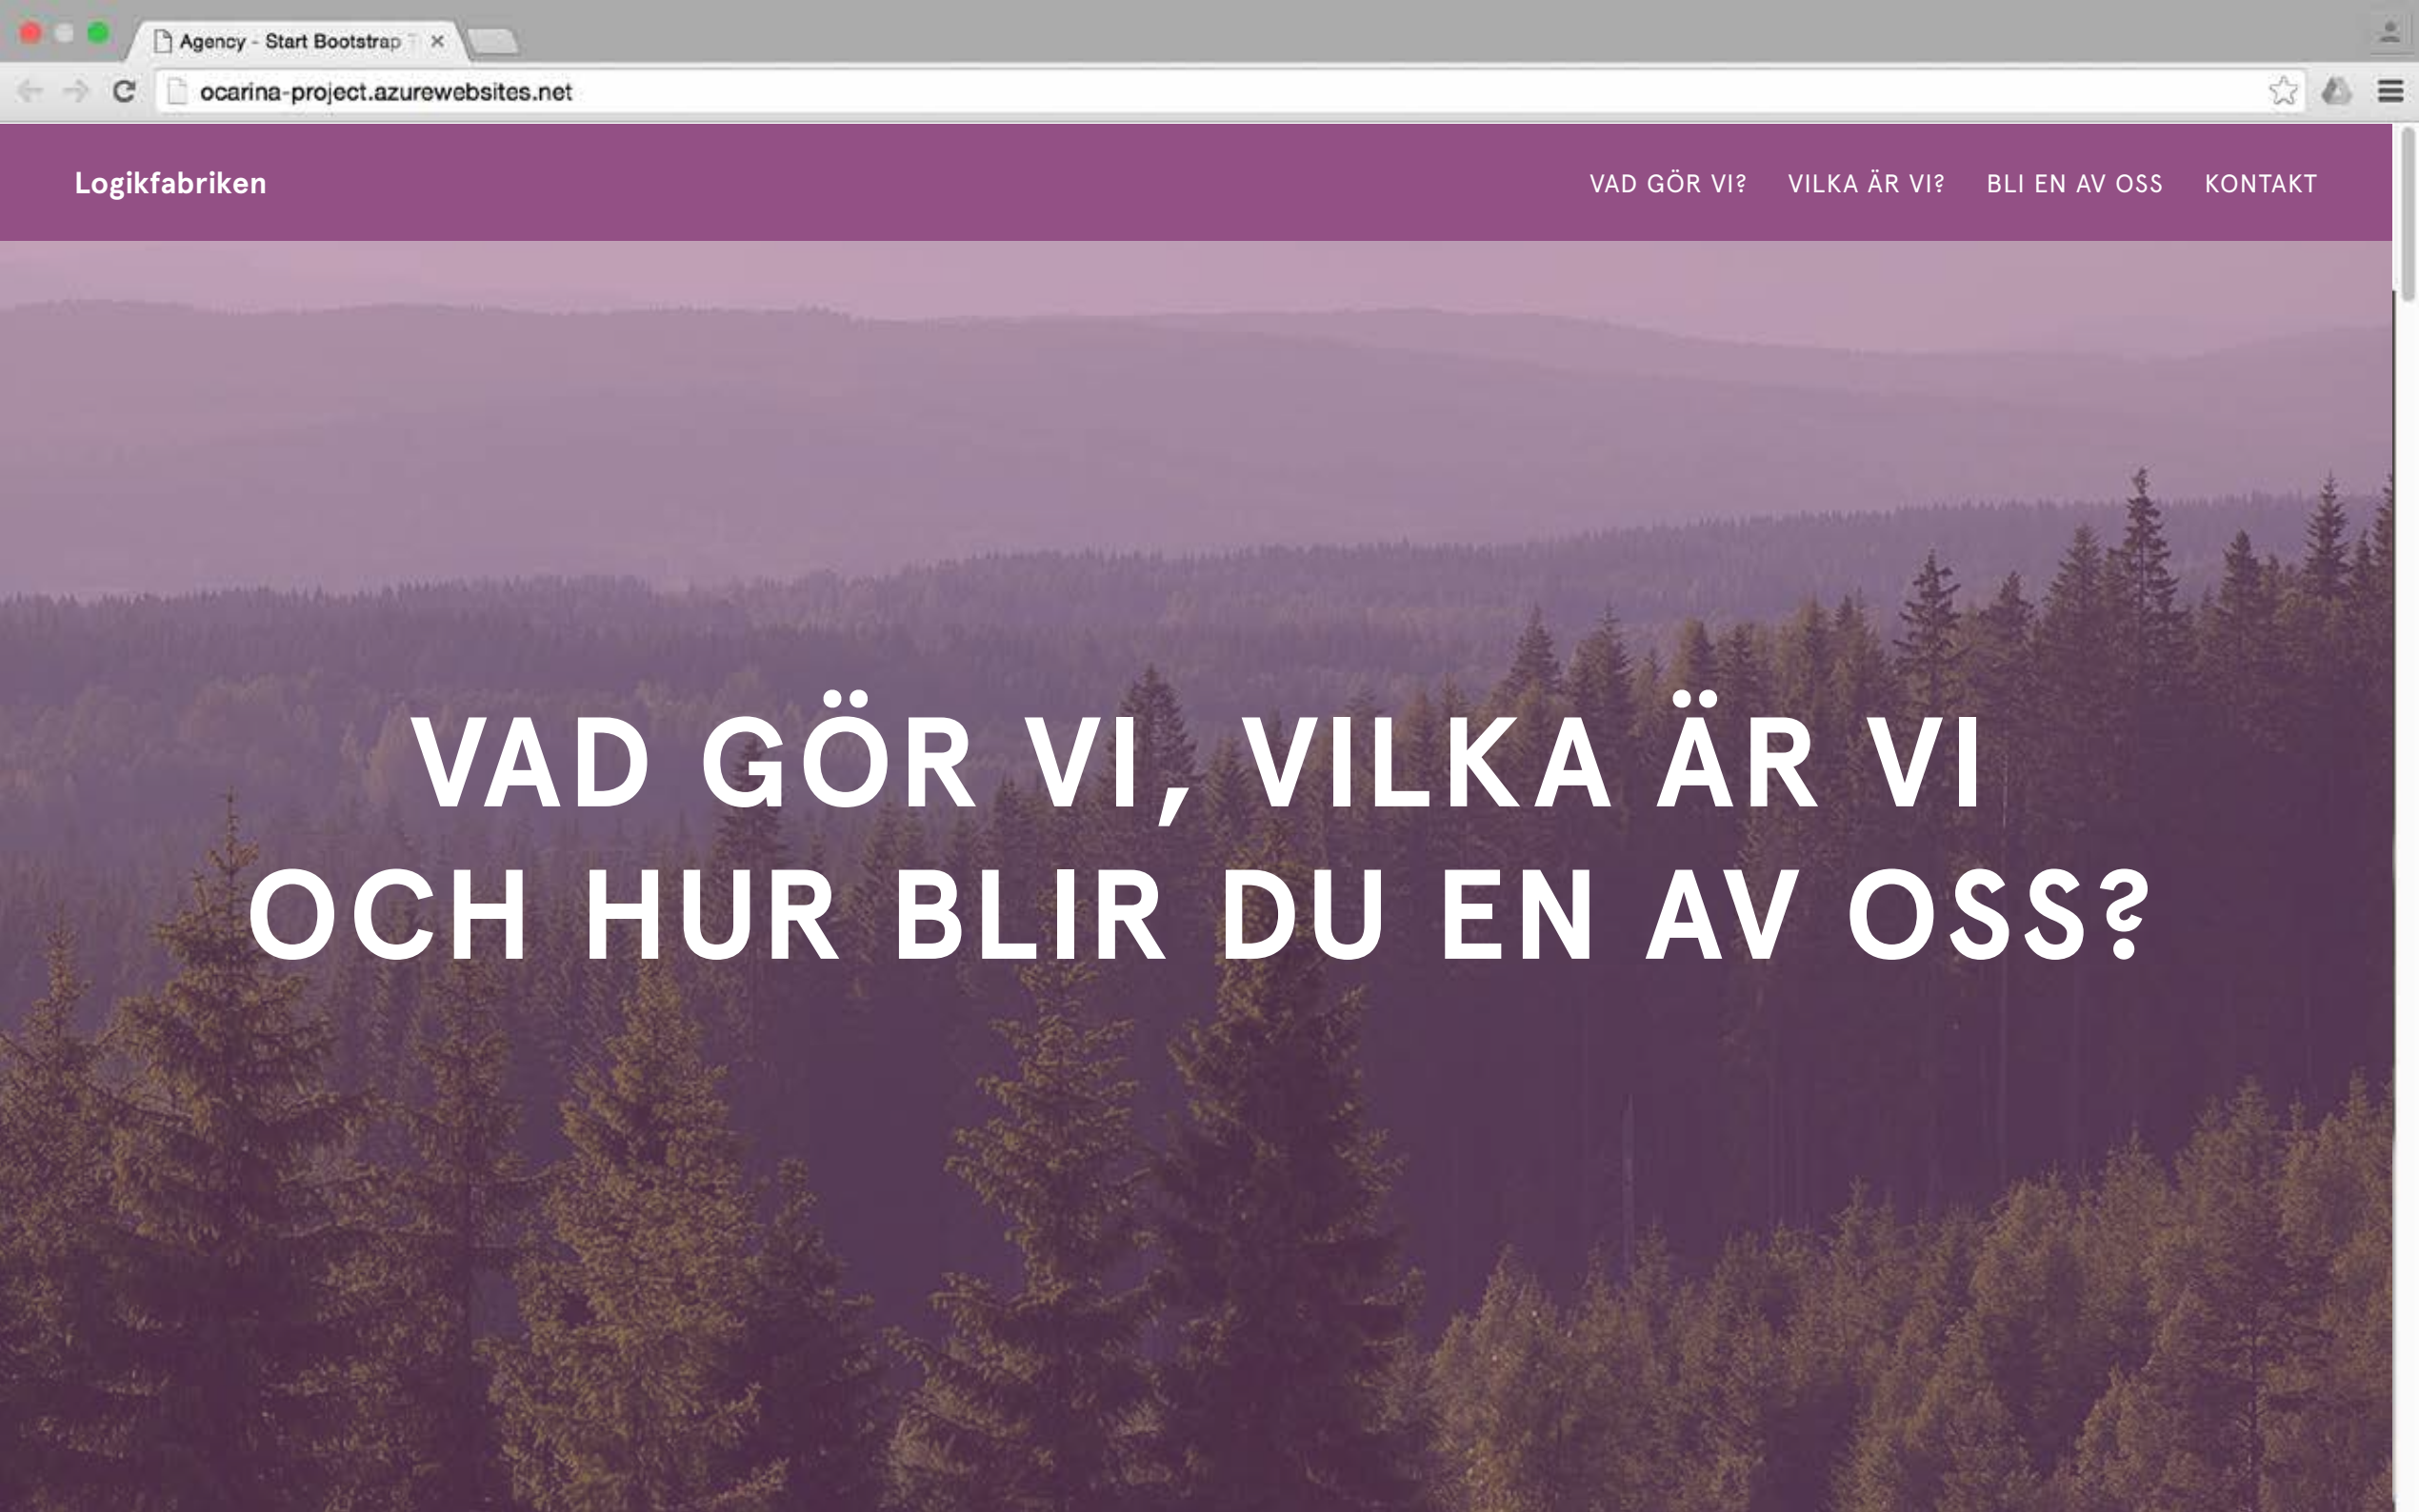 Agency - Start Bootstrap
ocarina-project.azurewebsites.net
Logikfabriken
VAD GÖR VI?
VILKA ÄR VI?
BLI EN AV OSS
KONTAKT
VAD GÖR VI, VILKA ÄR VI
OCH HUR BLIR DU EN AV OSS?